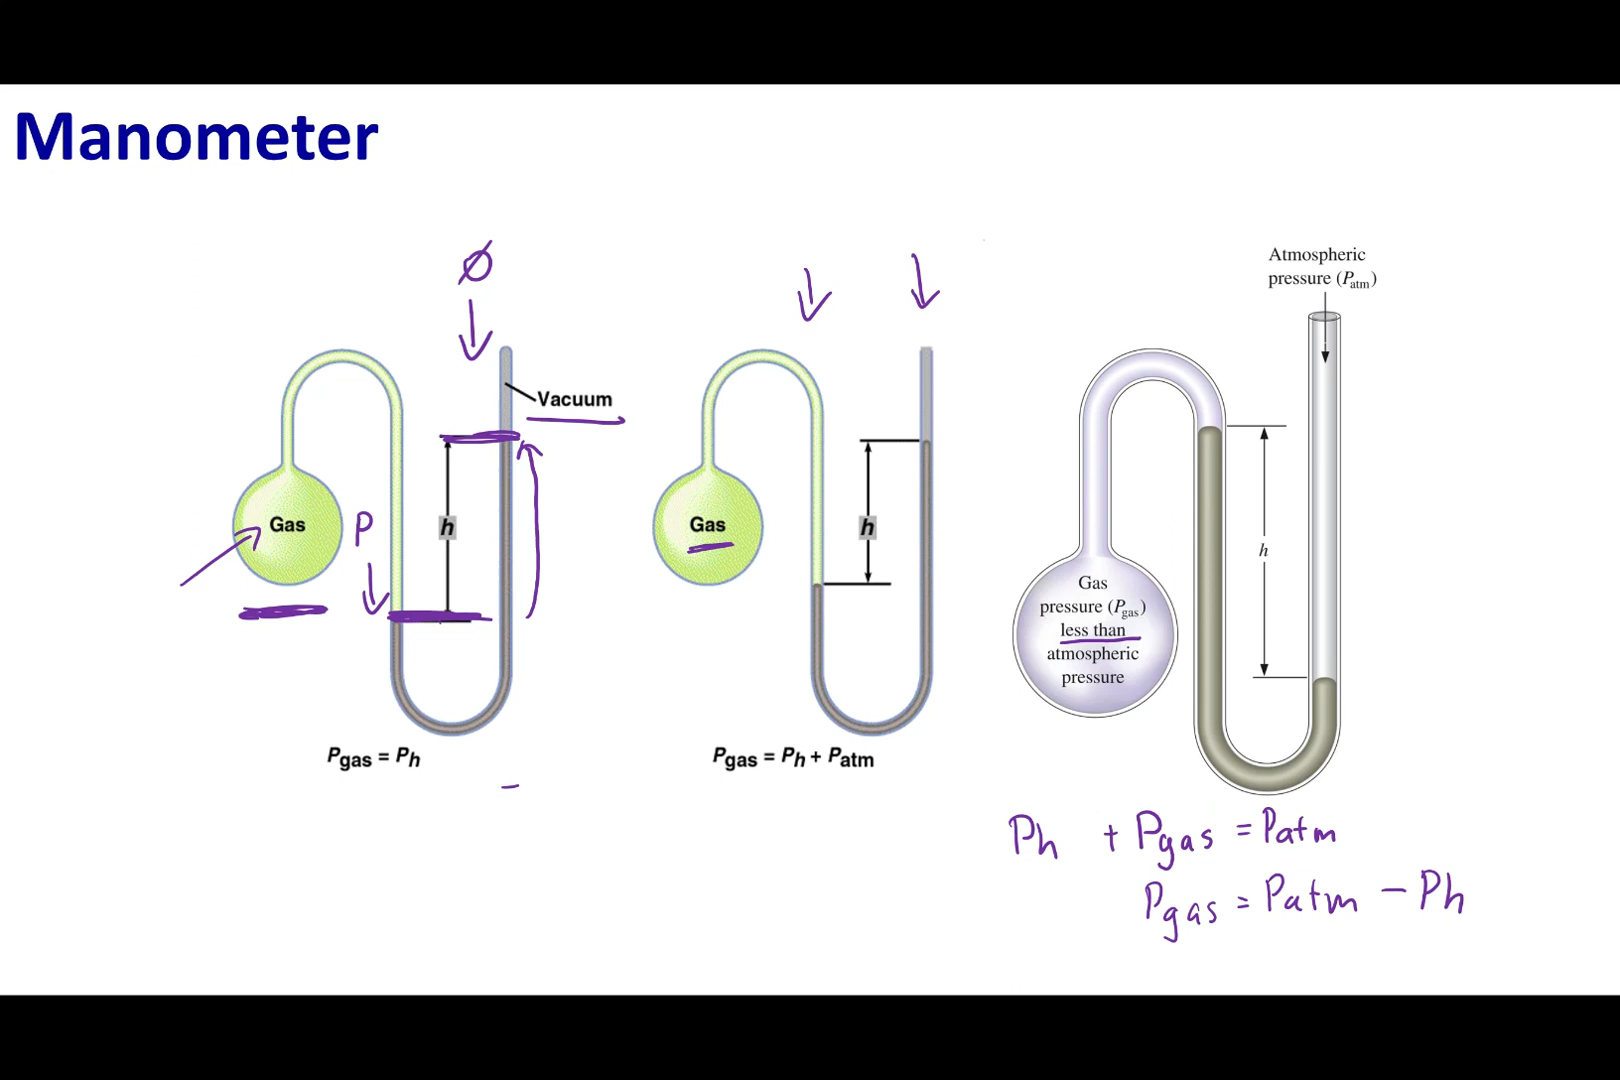 Manometer
Ø
Vacuum
Gas
P
h
Pgas = Ph
Gas
h
Pgas = Ph + Patm
Atmospheric
pressure (Patm)
h
Gas
pressure (Pgas)
less than
atmospheric
pressure
Ph + Pgas = Patm
Pgas = Patm - Ph